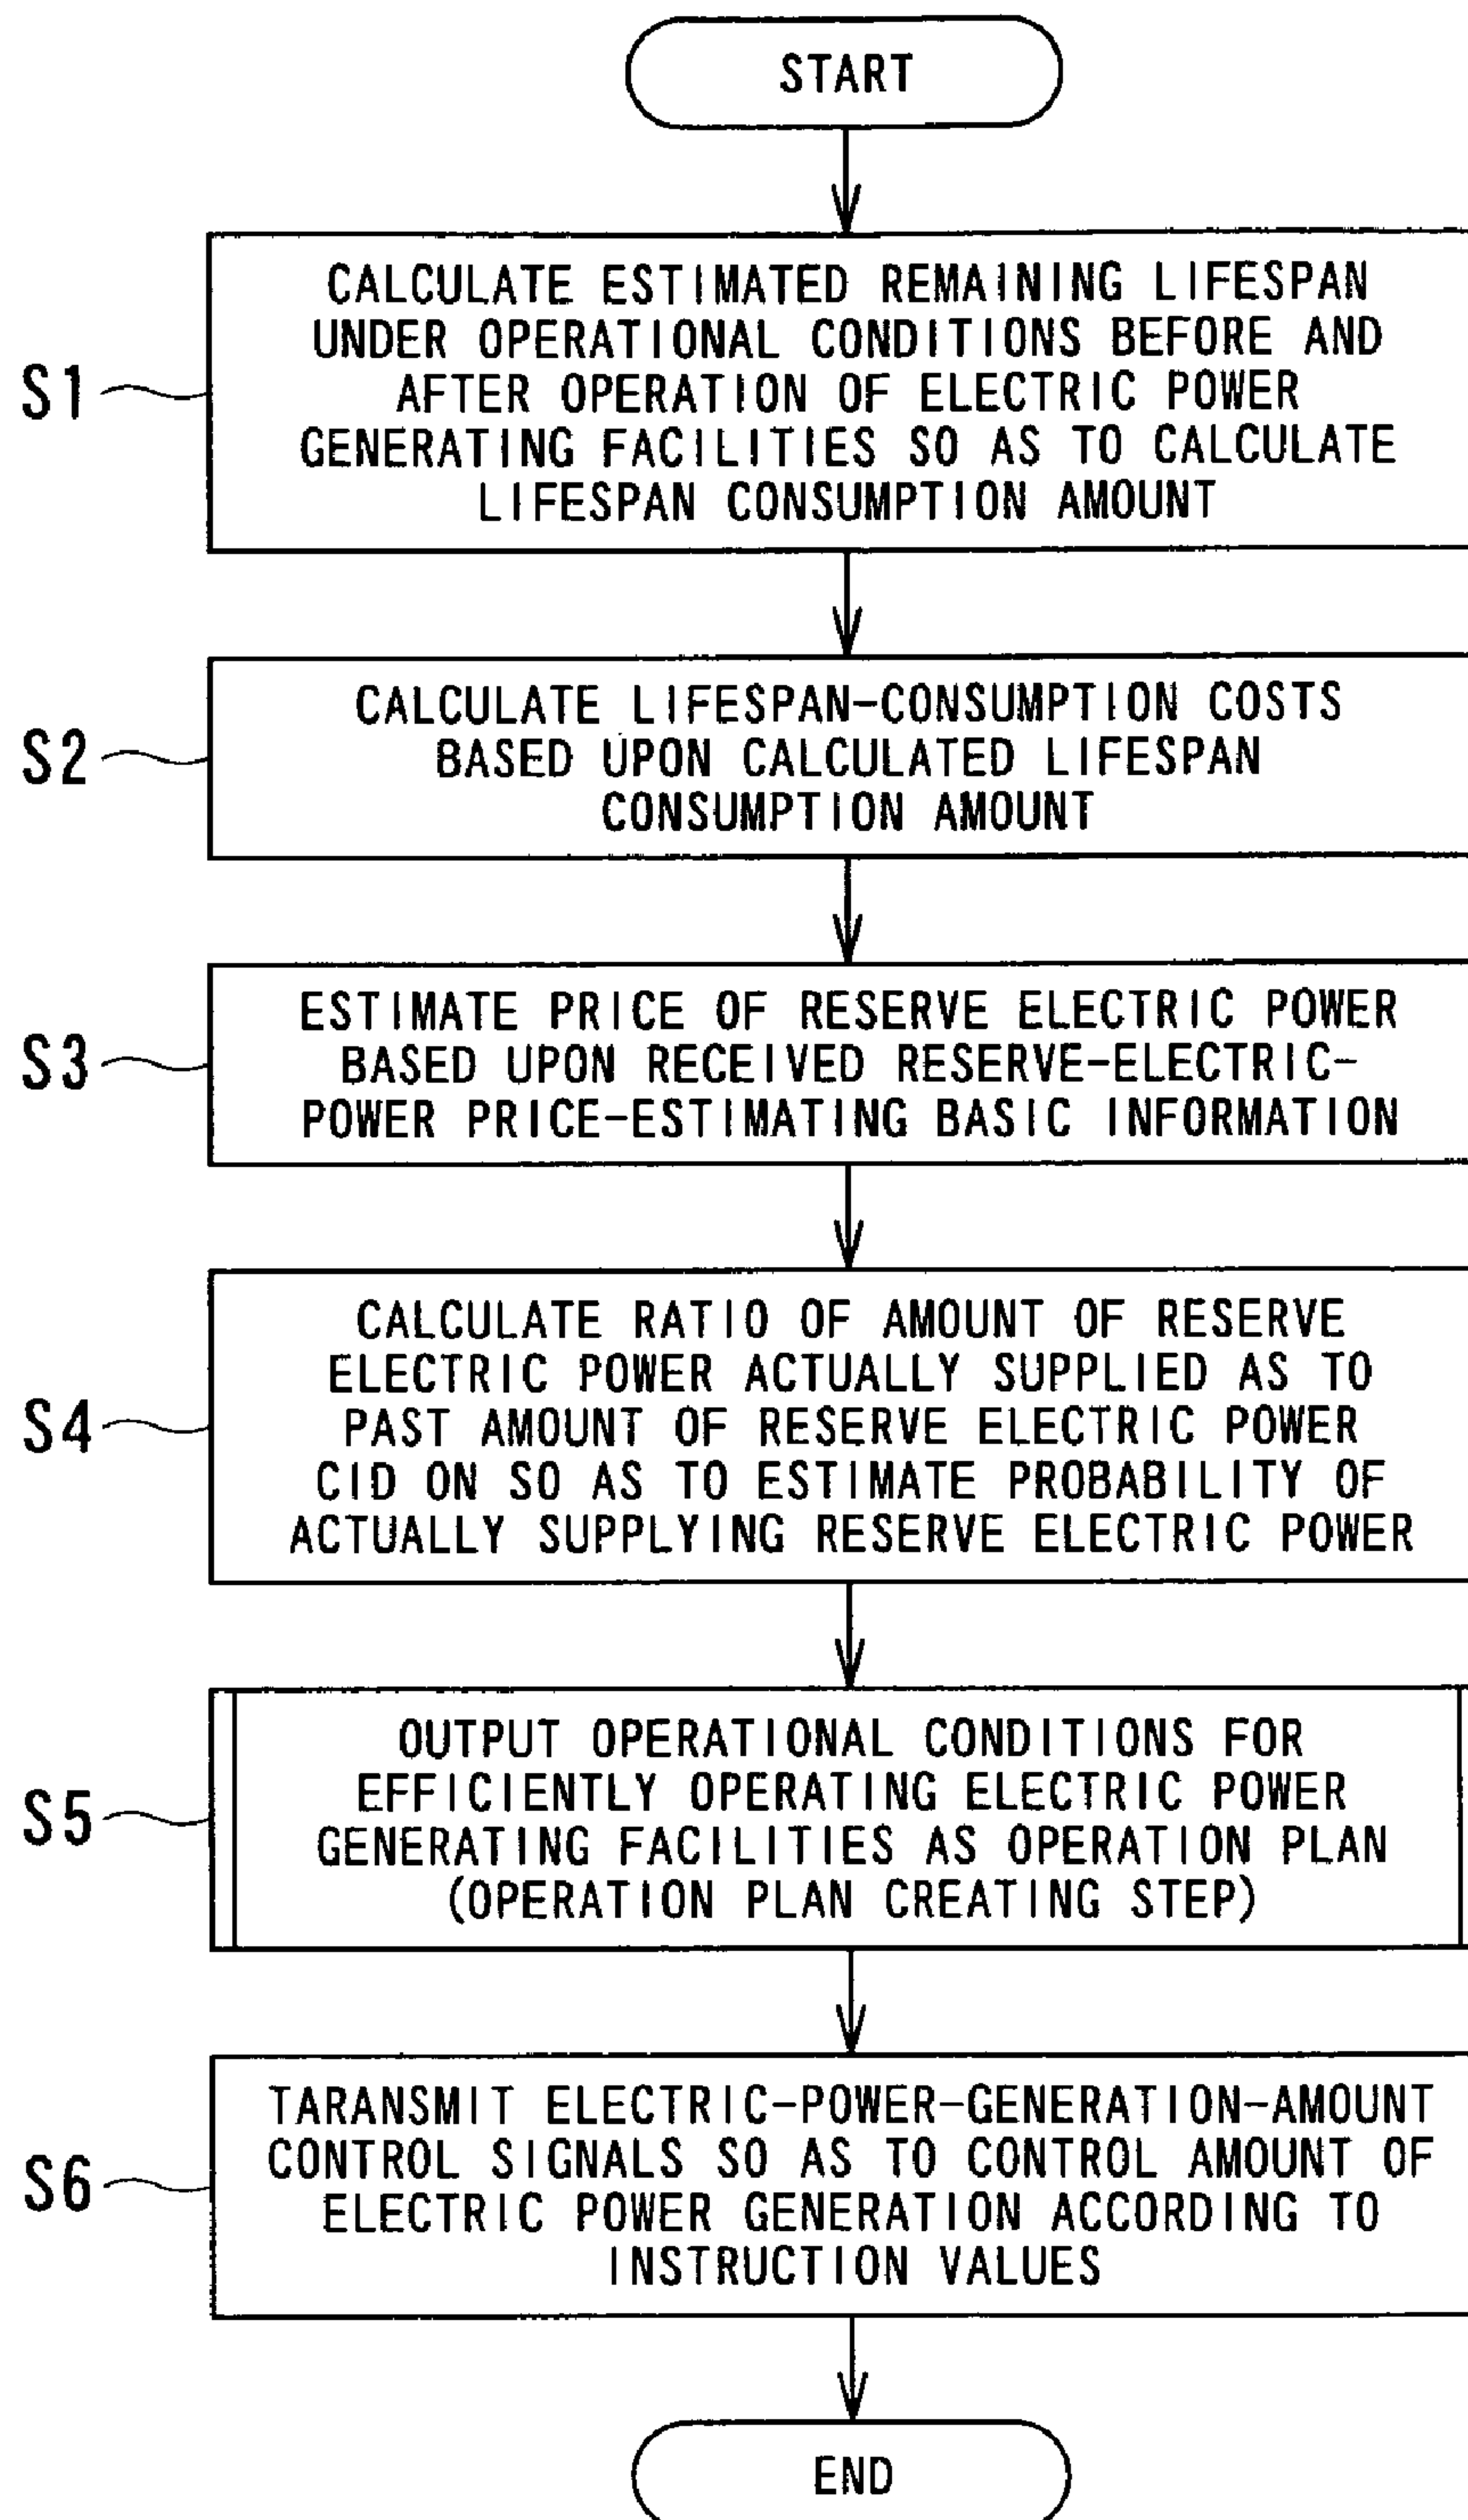 START
CALCULATE ESTIMATED REMAINING LIFESPAN
UNDER OPERATIONAL CONDITIONS BEFORE AND
AFTER OPERATION OF ELECTRIC POWER
GENERATING FACILITIES SO AS TO CALCULATE
LIFESPAN CONSUMPTION AMOUNT
S1
CALCULATE LIFESPAN-CONSUMPTION COSTS
BASED UPON CALCULATED LIFESPAN
CONSUMPTION AMOUNT
S2
ESTIMATE PRICE OF RESERVE ELECTRIC POWER
BASED UPON RECEIVED RESERVE-ELECTRIC-
POWER PRICE-ESTIMATING BASIC INFORMATION
S3
CALCULATE RATIO OF AMOUNT OF RESERVE
ELECTRIC POWER ACTUALLY SUPPLIED AS TO
PAST AMOUNT OF RESERVE ELECTRIC POWER
CID ON SO AS TO ESTIMATE PROBABILITY OF
ACTUALLY SUPPLYING RESERVE ELECTRIC POWER
S4
OUTPUT OPERATIONAL CONDITIONS FOR
EFFICIENTLY OPERATING ELECTRIC POWER
GENERATING FACILITIES AS OPERATION PLAN
(OPERATION PLAN CREATING STEP)
S5
TARANSMIT ELECTRIC-POWER-GENERATION-AMOUNT
CONTROL SIGNALS SO AS TO CONTROL AMOUNT OF
ELECTRIC POWER GENERATION ACCORDING TO
INSTRUCTION VALUES
S6
END